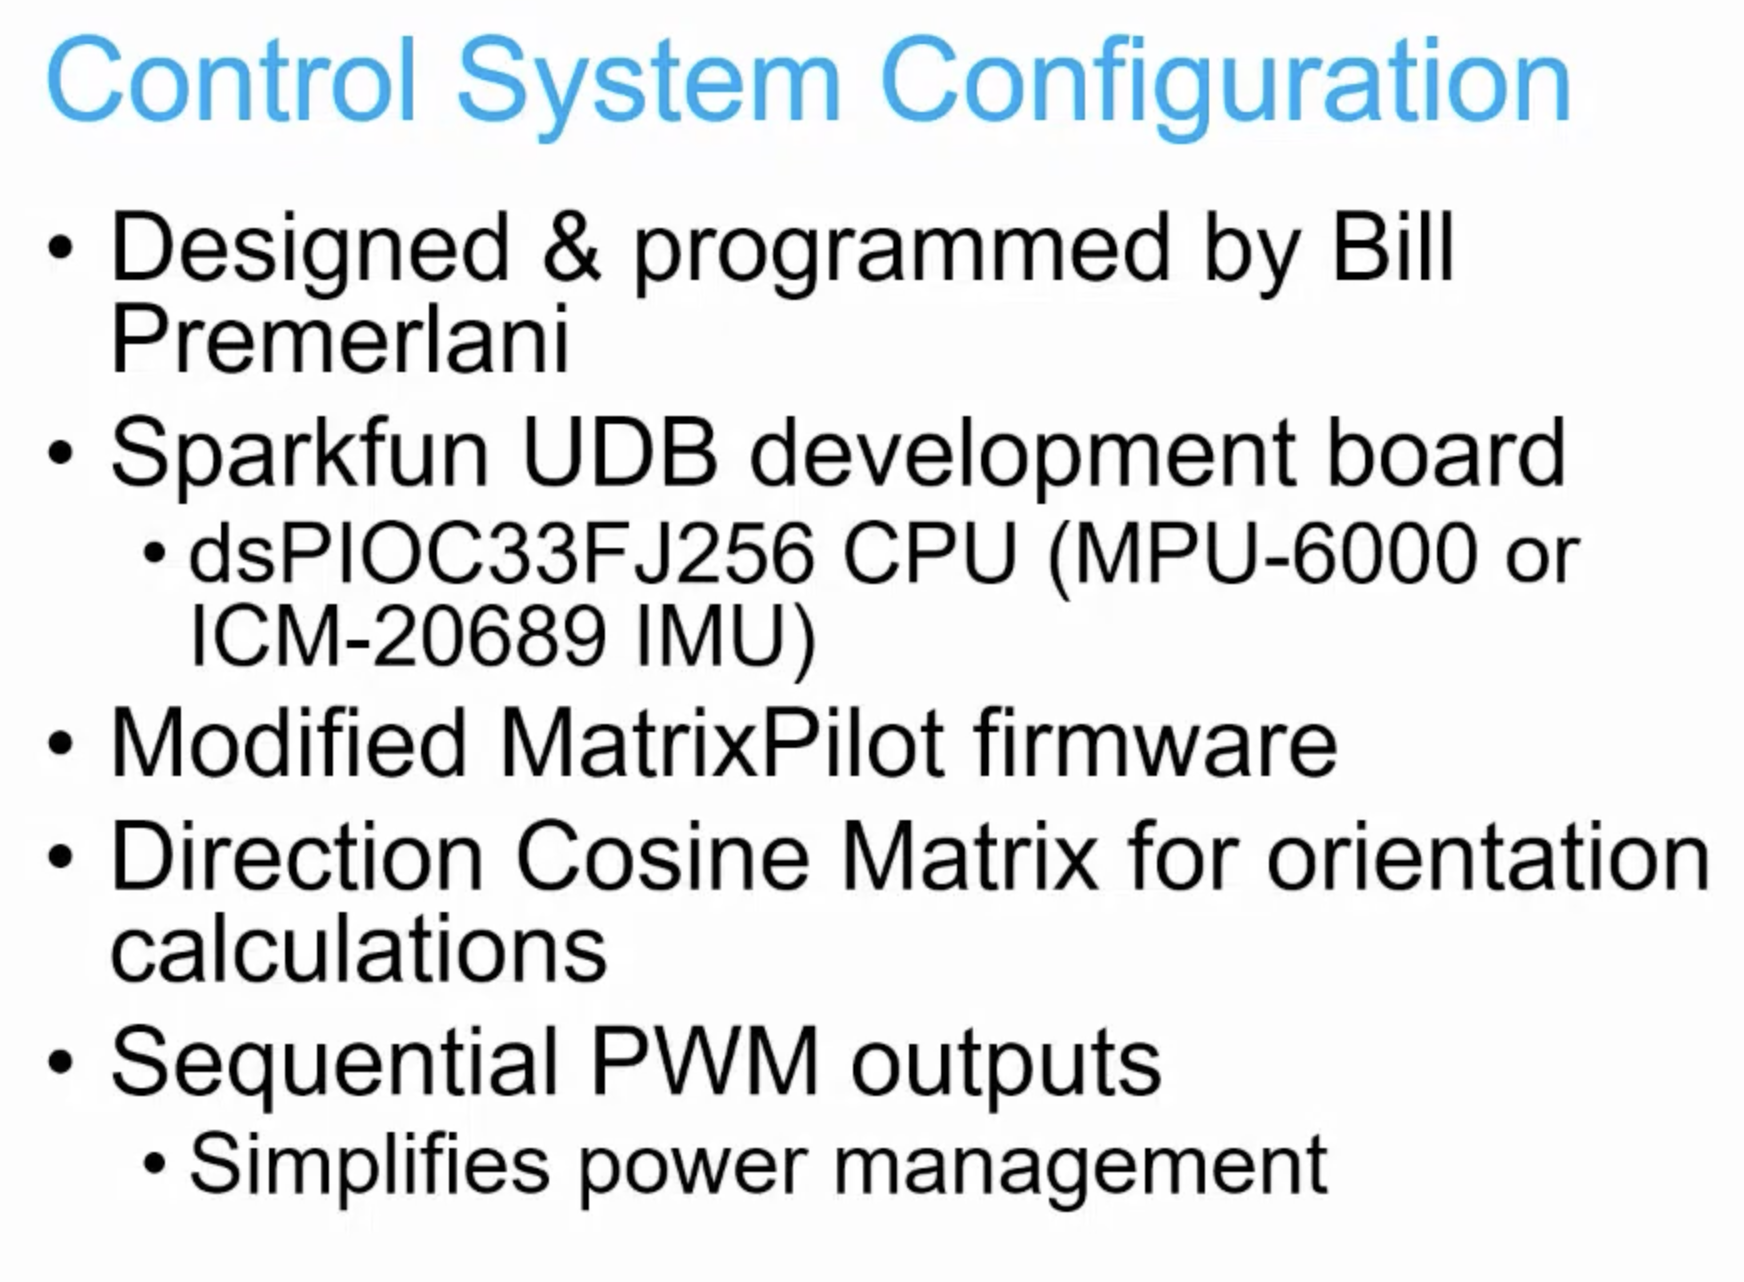 Control System Configuration
• Designed & programmed by Bill
Premerlani
• Sparkfun UDB development board
• dsPIOC33FJ256 CPU (MPU-6000 or
ICM-20689 IMU)
• Modified MatrixPilot firmware
• Direction Cosine Matrix for orientation
calculations
• Sequential PWM outputs
• Simplifies power management